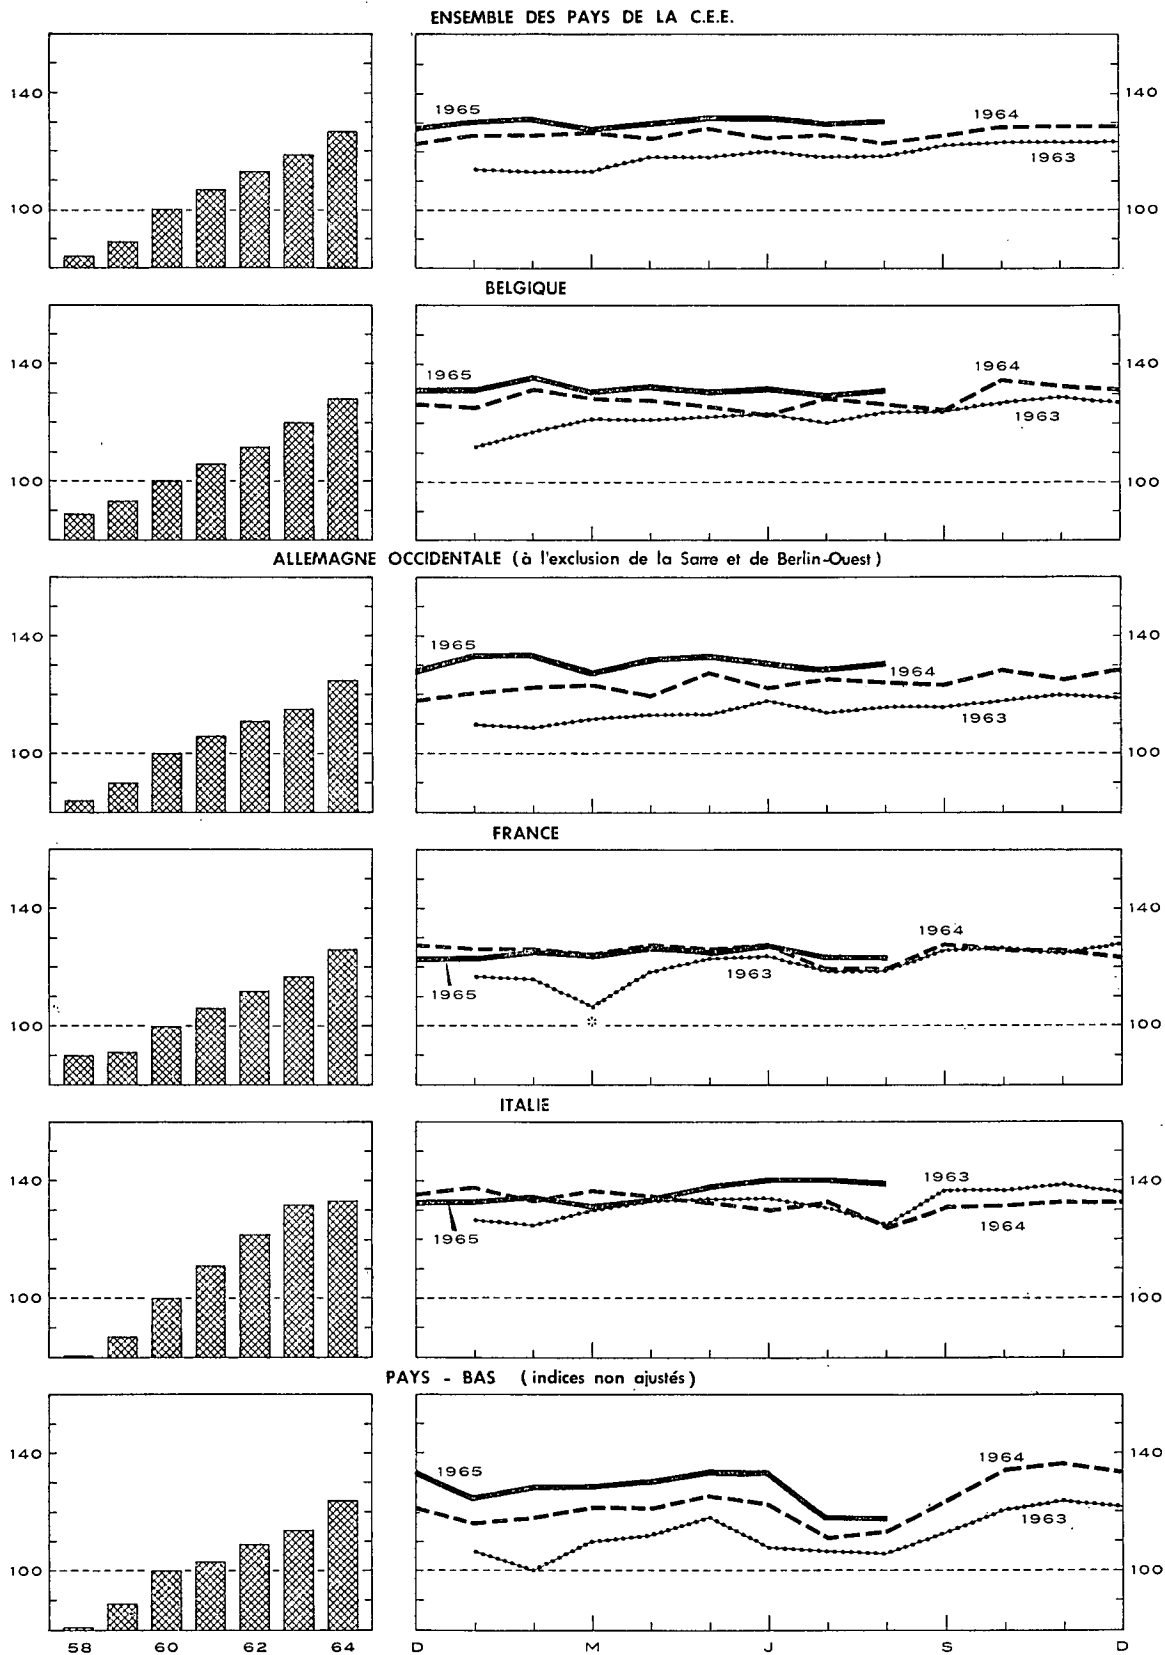 ENSEMBLE DES PAYS DE LA C.E.E.
140 1965 1964 140
1963
100 100
BELGIQUE
140 1965 1964 140
1963
100 100
ALLEMAGNE OCCIDENTALE (à l'exclusion de la Sarre et de Berlin-Ouest)
140 1965 140
1964
1963
100 100
FRANCE
140 140
1964
1963
1965
100 100
ITALIE
140 1963 140
1965 1964
100 100
PAYS - BAS (indices non ajustés)
140 1965 1964 140
1963
100 100
58 60 62 64 D M J S D